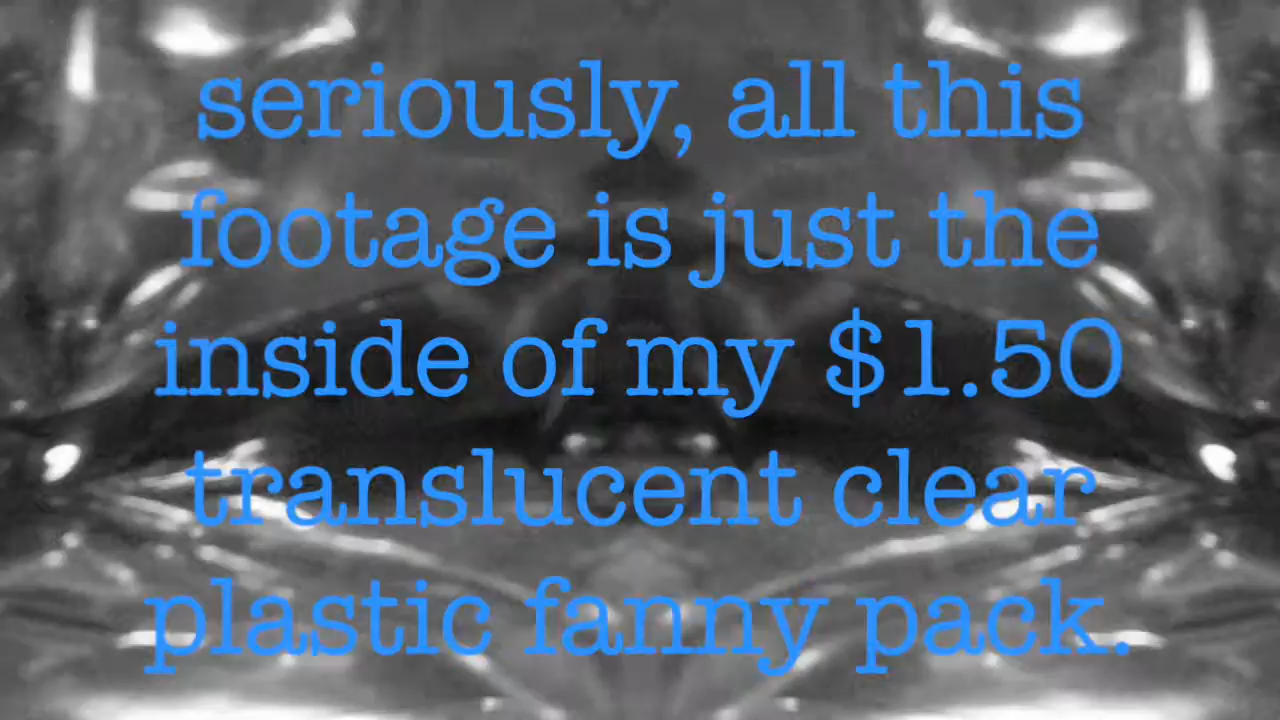 seriously, all this
footage is just the
inside of my $1.50
translucent clear
plastic fanny pack.